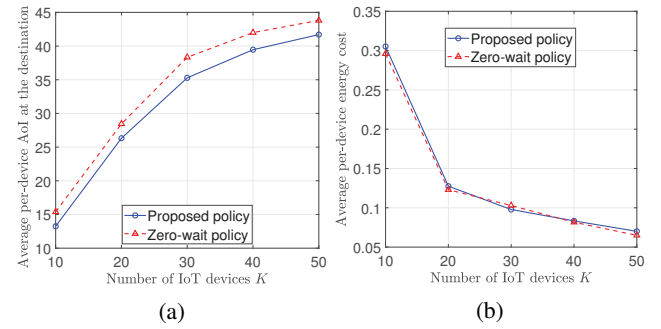 Average per-device AoI at the destination
45
40
35
30
25
20
15
10
Proposed policy
Zero-wait policy
10 20 30 40 50
Number of IoT devices K
(a)
Average per-device energy cost
0.35
0.3
0.25
0.2
0.15
0.1
0.05
Proposed policy
Zero-wait policy
10 20 30 40 50
Number of IoT devices K
(b)